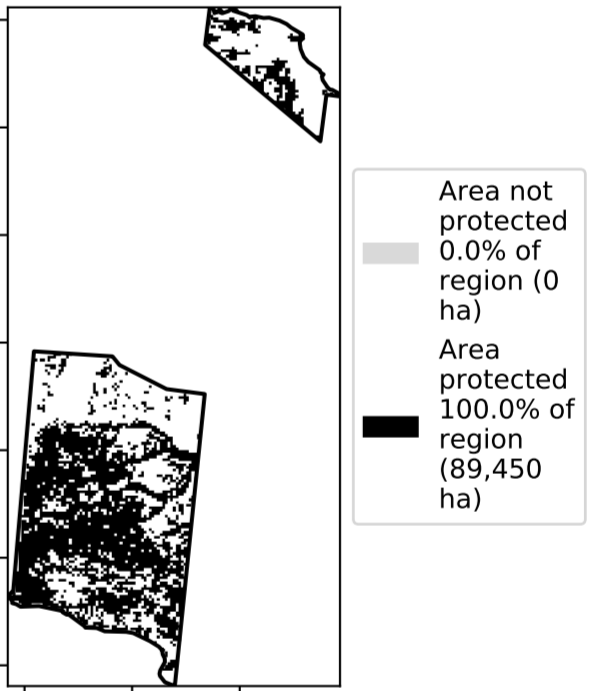 Area not
protected
0.0% of
region (0
ha)
Area
protected
100.0% of
region
(89,450
ha)